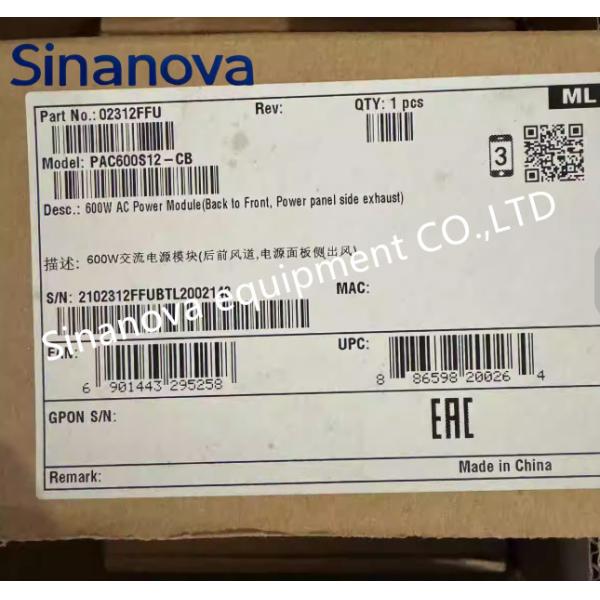 Sinanova
ML
Part No.: 02312FFU Rev: QTY: 1 pcs
3
Model: PAC600S12-CB
Desc.: 600W AC Power Module(Back to Front, Power panel side exhaust)
描述: 600W交流电源模块(后前风道,电源面板侧出风)
Sinanova equipment CO.,LTD
S/N: 2102312FFUBTL2002140 MAC:
EAN: UPC:
6 901443 295258 8 86598 20026 4
GPON S/N:
EAC
Remark: Made in China